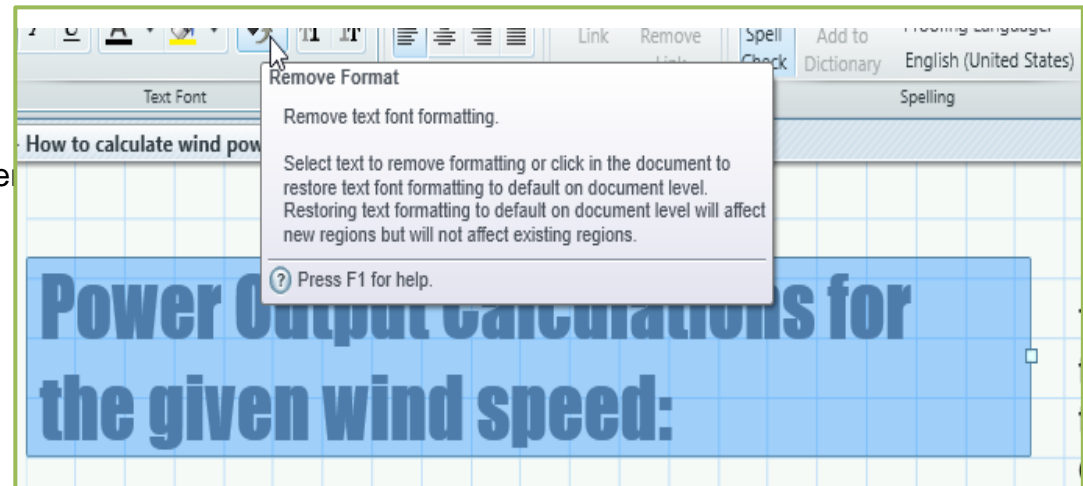 Link Remove Spell Add to
Check Dictionary English (United States)
Text Font Spelling
Remove Format
Remove text font formatting.
How to calculate wind pow
Select text to remove formatting or click in the document to
restore text font formatting to default on document level.
Restoring text formatting to default on document level will affect
new regions but will not affect existing regions.
Press F1 for help.
Power Output Calculations for
the given wind speed: